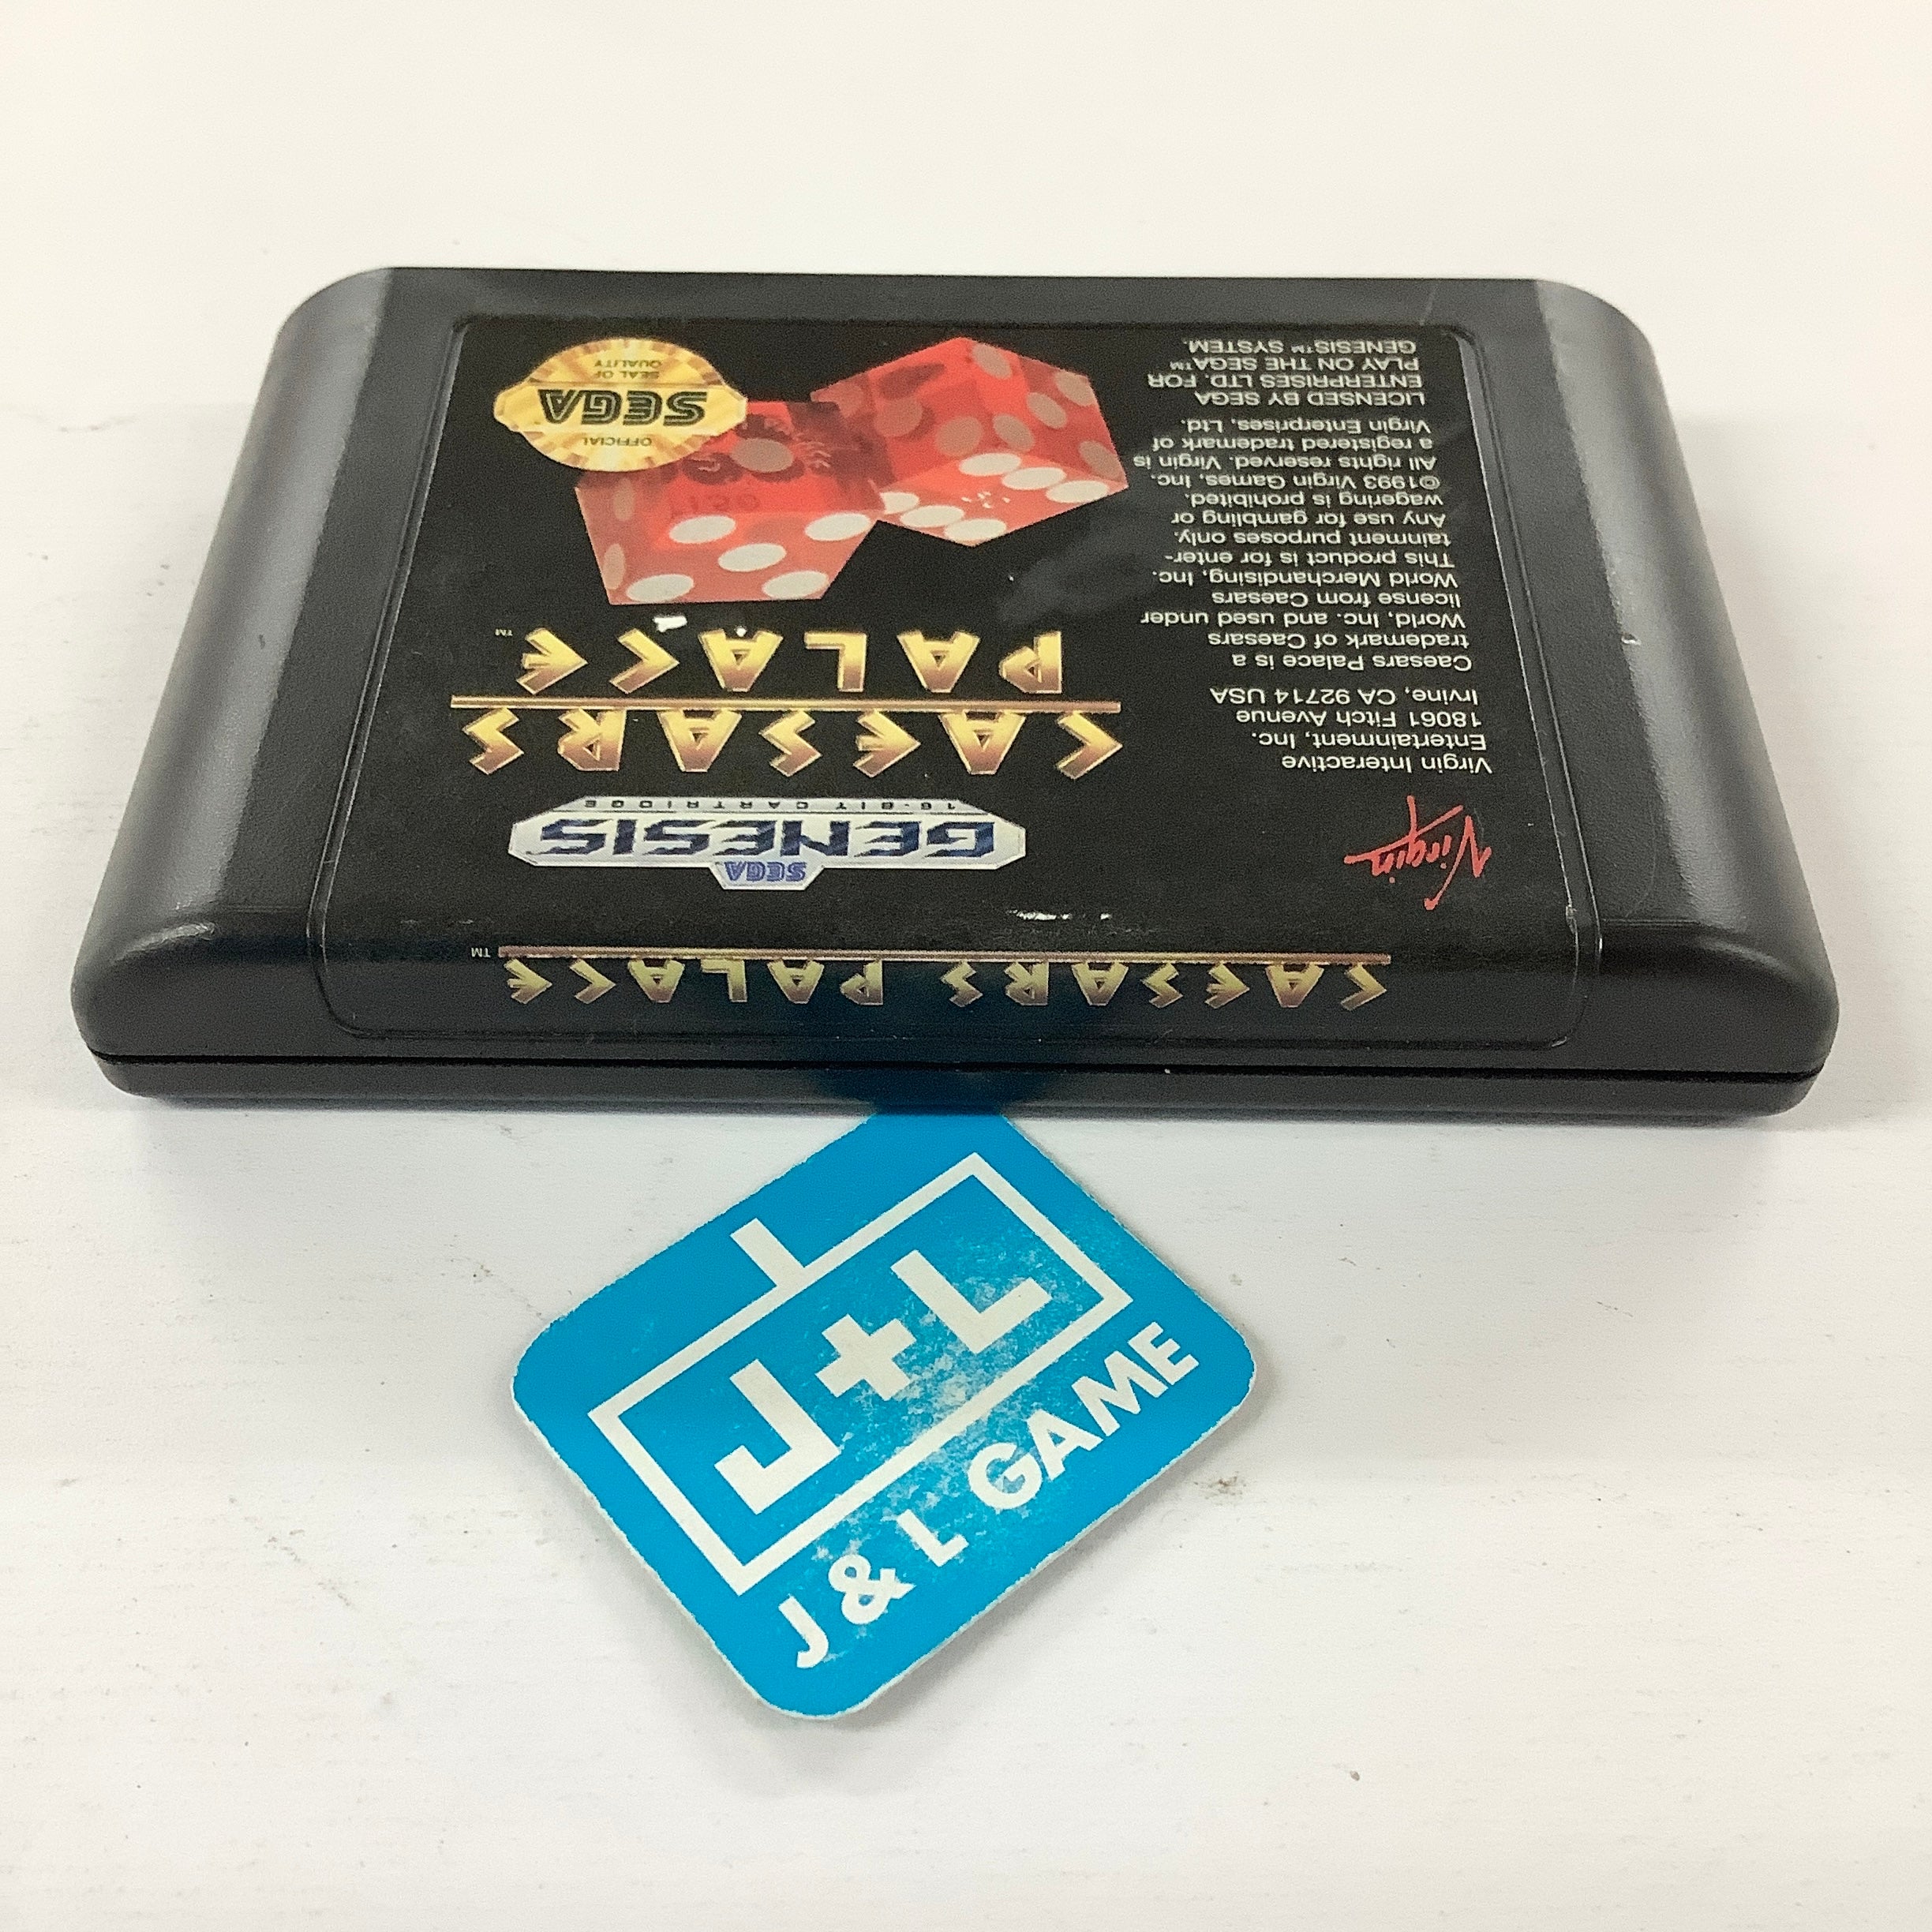 CAESARS PALACE™
SEGA
GENESIS
16-BIT CARTRIDGE
CAESARS
PALACE™
OFFICIAL
SEGA
SEAL OF
QUALITY
Virgin
Virgin Interactive
Entertainment, Inc.
18061 Fitch Avenue
Irvine, CA 92714 USA
Caesars Palace is a
trademark of Caesars
World, Inc. and used under
license from Caesars
World Merchandising, Inc.
This product is for enter-
tainment purposes only.
Any use for gambling or
wagering is prohibited.
©1993 Virgin Games, Inc.
All rights reserved. Virgin is
a registered trademark of
Virgin Enterprises, Ltd.
LICENSED BY SEGA
ENTERPRISES LTD. FOR
PLAY ON THE SEGA™
GENESIS™ SYSTEM.
J+L
J & L GAME